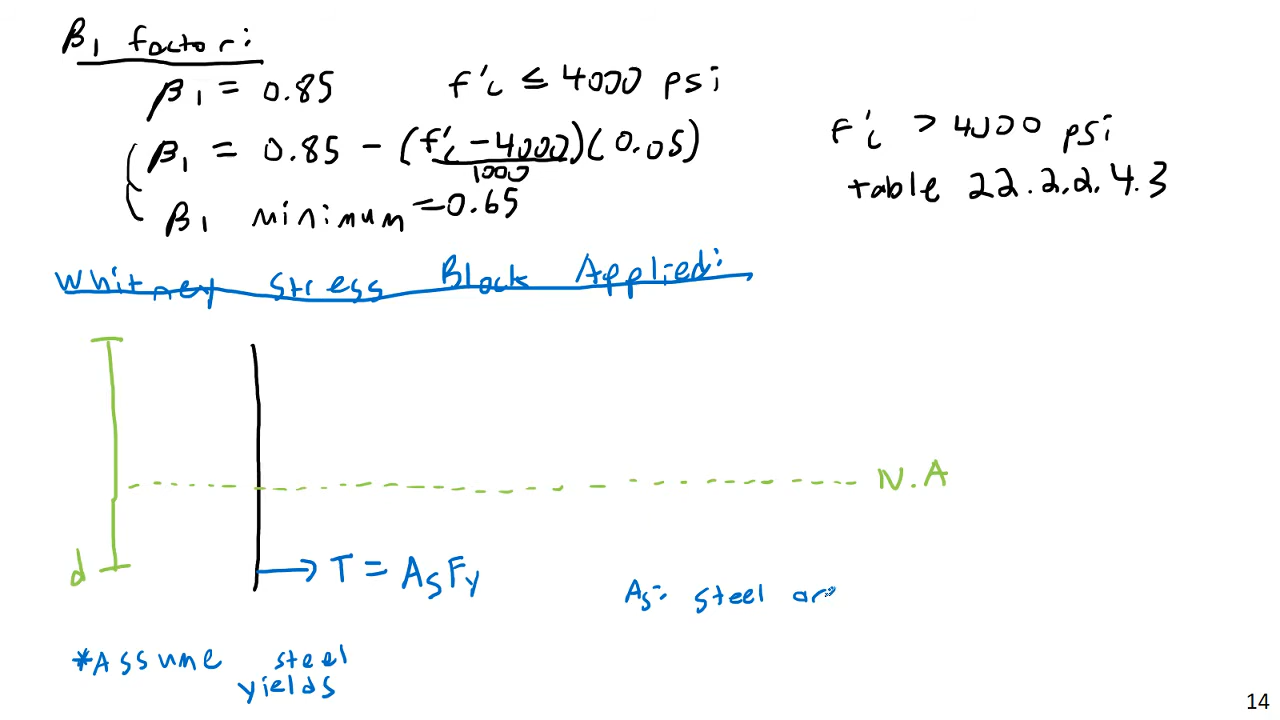 β1 factor:
β1 = 0.85 f'c ≤ 4000 psi
β1 = 0.85 - (f'c - 4000)/1000 (0.05) f'c > 4000 psi
β1 minimum = 0.65 table 22.2.2.4.3
Whitney Stress Block Applied:
N.A
d
T = AsFy
As = steel ar
*Assume steel
yields
14